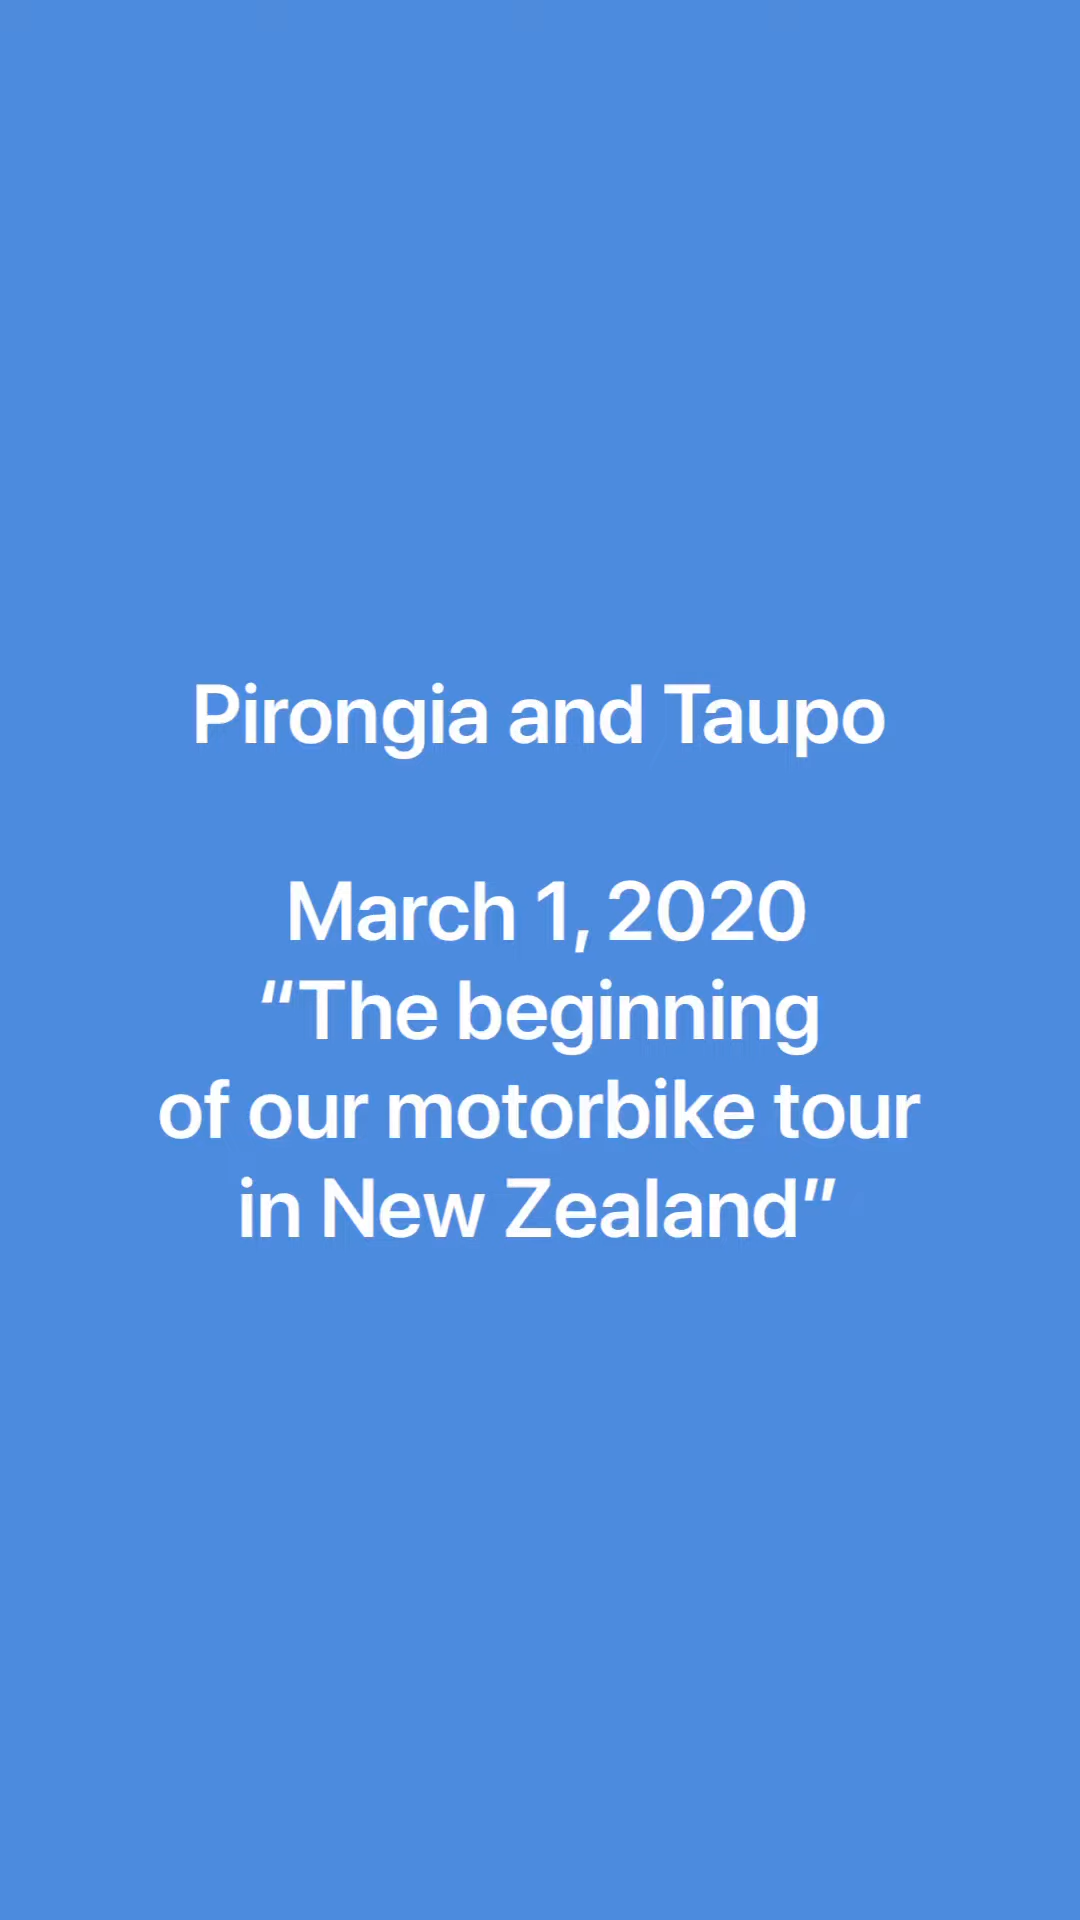 Pirongia and Taupo
March 1, 2020
“The beginning
of our motorbike tour
in New Zealand”